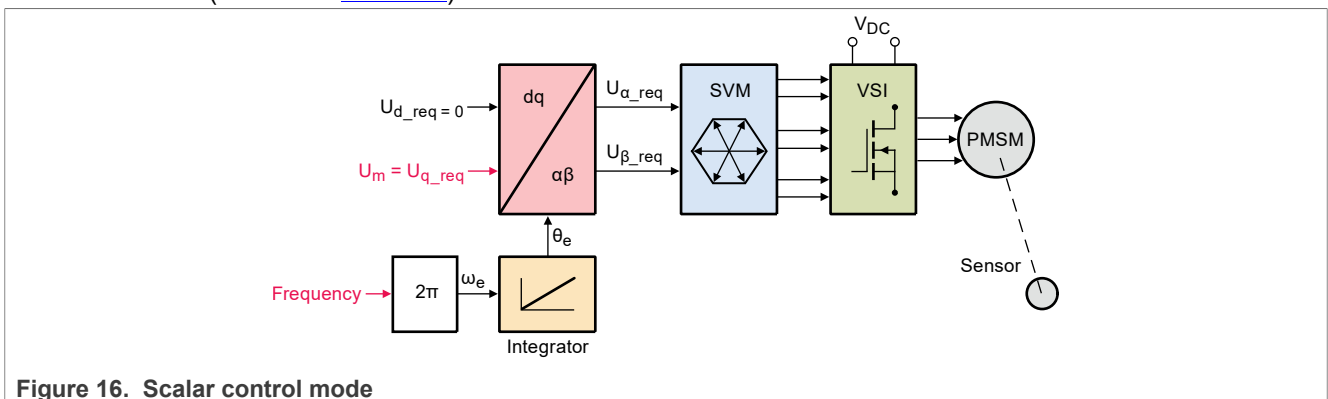 V_DC
dq
U_α_req
SVM
VSI
U_d_req = 0
PMSM
U_m = U_q_req
U_β_req
αβ
θ_e
Sensor
Frequency
2π
ω_e
Integrator
Figure 16. Scalar control mode